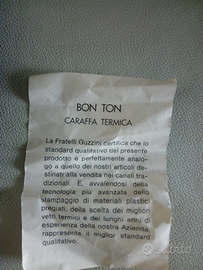 BON TON
CARAFFA TERMICA
La Fratelli Guzzini certifica che lo
standard qualitativo del presente
prodotto è perfettamente analo-
go a quello dei nostri articoli de-
stinati alla vendita nei canali tra-
dizionali. E, avvalendosi della
tecnologia più avanzata dello
stampaggio di materiali plastici
pregiati, della scelta dei migliori
vetri termici e dei lunghi anni di
esperienza della nostra Azienda,
rappresenta il miglior standard
qualitativo.
Subito